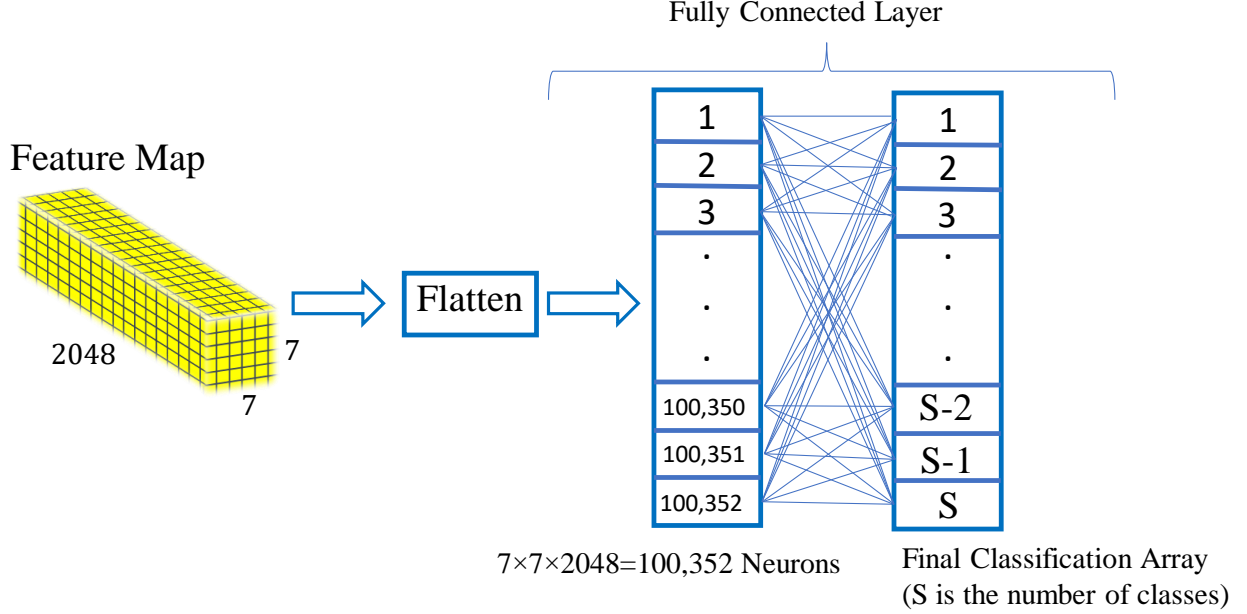 Fully Connected Layer
Feature Map
2048
7
7
Flatten
1
2
3
.
.
.
100,350
100,351
100,352
1
2
3
.
.
.
S-2
S-1
S
7×7×2048=100,352 Neurons
Final Classification Array
(S is the number of classes)